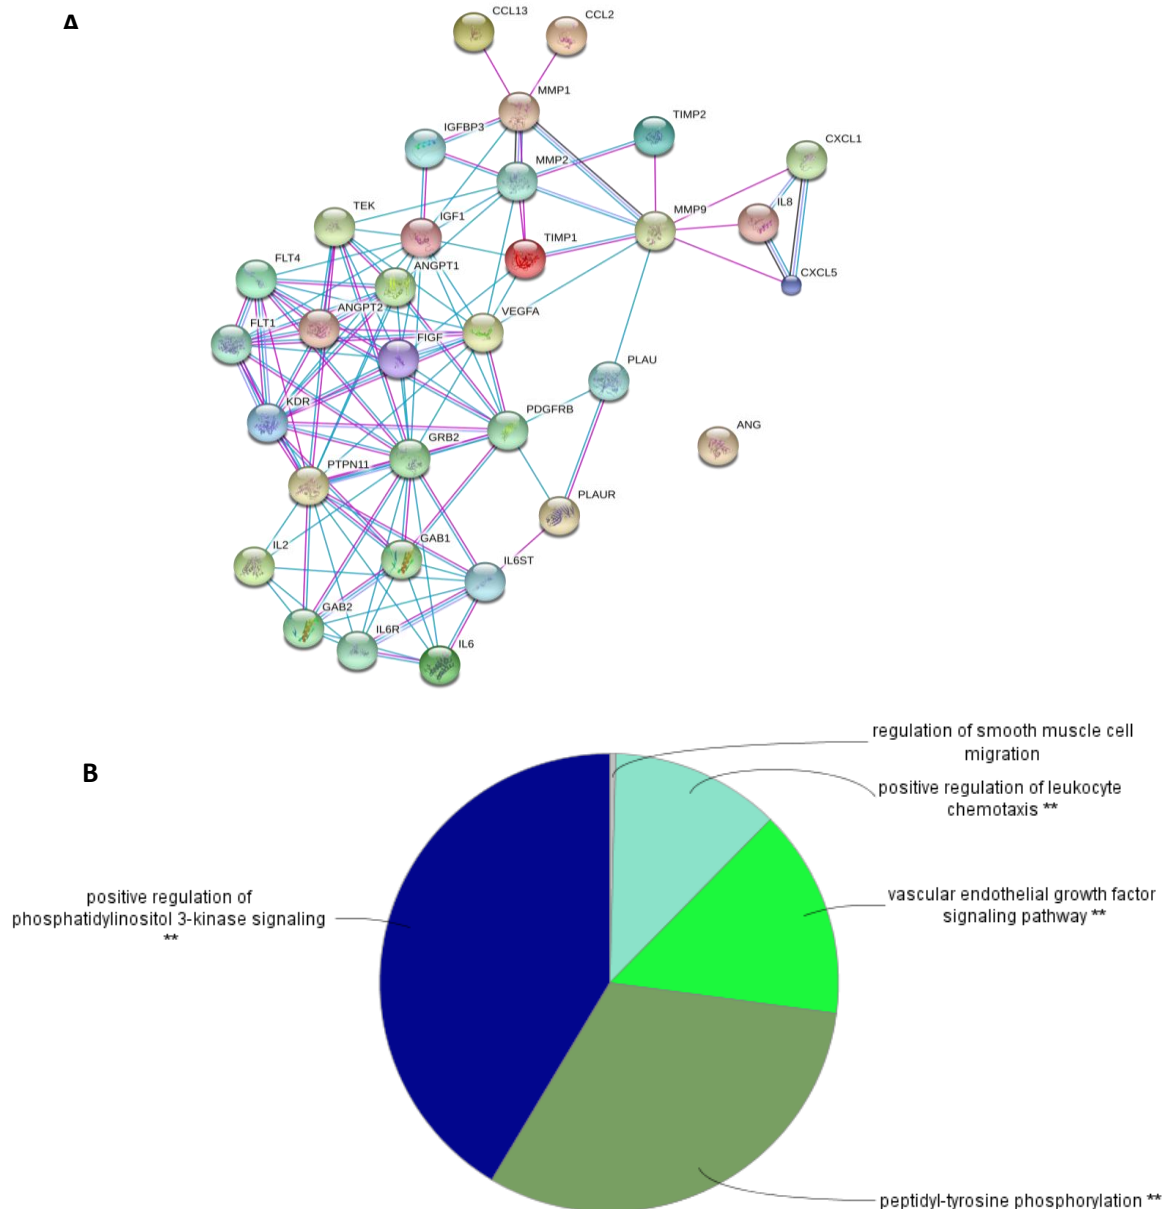 A
CCL13
CCL2
MMP1
TIMP2
IGFBP3
CXCL1
MMP2
IL8
TEK
MMP9
IGF1
TIMP1
FLT4
ANGPT1
CXCL5
ANGPT2
VEGFA
FLT1
FIGF
PLAU
KDR
PDGFRB
ANG
GRB2
PTPN11
PLAUR
GAB1
IL2
IL6ST
GAB2
IL6R
IL6
B
regulation of smooth muscle cell
migration
positive regulation of leukocyte
chemotaxis **
vascular endothelial growth factor
signaling pathway **
positive regulation of
phosphatidylinositol 3-kinase signaling
**
peptidyl-tyrosine phosphorylation **